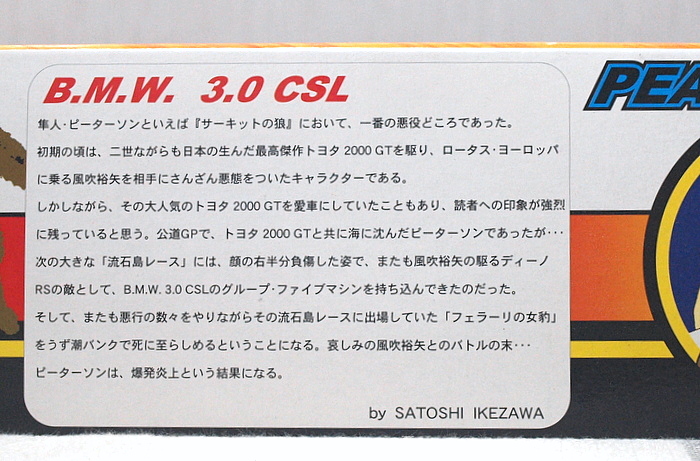 B.M.W. 3.0 CSL
隼人･ピーターソンといえば『サーキットの狼』において、一番の悪役どころであった。
初期の頃は、二世ながらも日本の生んだ最高傑作トヨタ 2000 GTを駆り、ロータス･ヨーロッパ
に乗る風吹裕矢を相手にさんざん悪態をついたキャラクターである。
しかしながら、その大人気のトヨタ 2000 GTを愛車にしていたこともあり、読者への印象が強烈
に残っていると思う。公道GPで、トヨタ 2000 GTと共に海に沈んだピーターソンであったが･･･
次の大きな「流石島レース」には、顔の右半分負傷した姿で、またも風吹裕矢の駆るディーノ
RSの敵として、B.M.W. 3.0 CSLのグループ･ファイブマシンを持ち込んできたのだった。
そして、またも悪行の数々をやりながらその流石島レースに出場していた「フェラーリの女豹」
をうず潮バンクで死に至らしめるということになる。哀しみの風吹裕矢とのバトルの末･･･
ピーターソンは、爆発炎上という結果になる。
by SATOSHI IKEZAWA